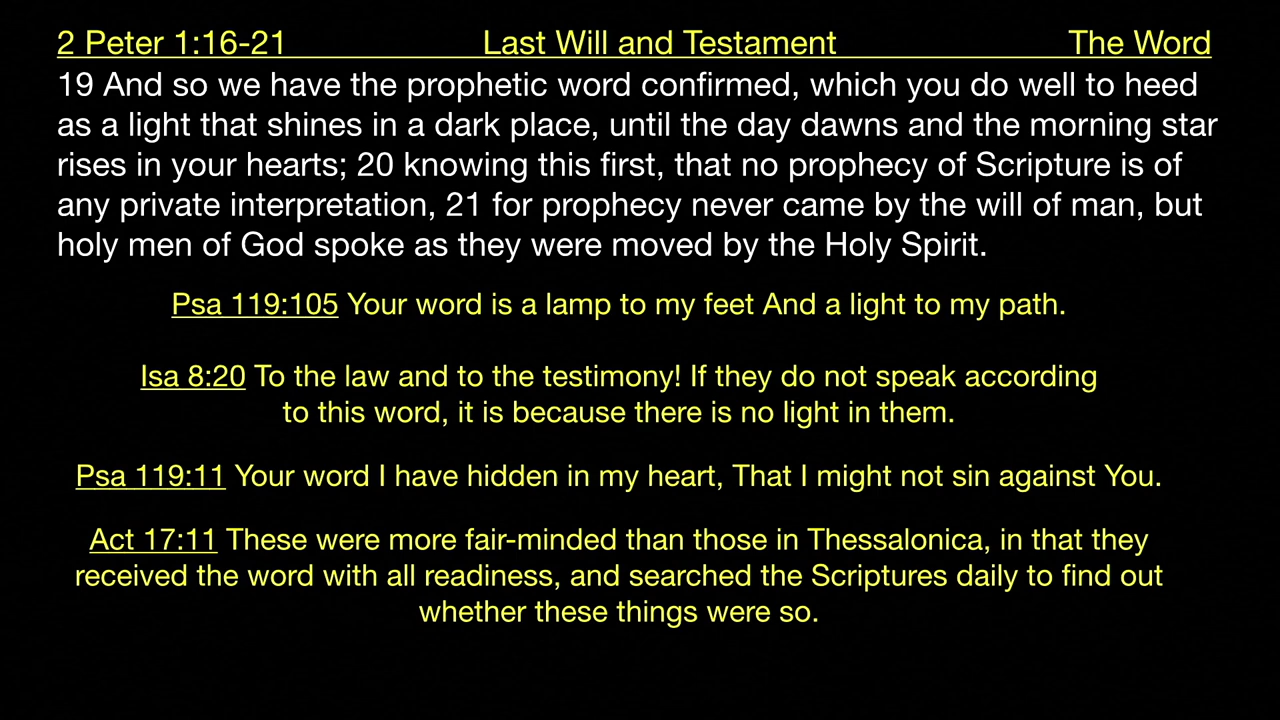 2 Peter 1:16-21 Last Will and Testament The Word
19 And so we have the prophetic word confirmed, which you do well to heed
as a light that shines in a dark place, until the day dawns and the morning star
rises in your hearts; 20 knowing this first, that no prophecy of Scripture is of
any private interpretation, 21 for prophecy never came by the will of man, but
holy men of God spoke as they were moved by the Holy Spirit.
Psa 119:105 Your word is a lamp to my feet And a light to my path.
Isa 8:20 To the law and to the testimony! If they do not speak according
to this word, it is because there is no light in them.
Psa 119:11 Your word I have hidden in my heart, That I might not sin against You.
Act 17:11 These were more fair-minded than those in Thessalonica, in that they
received the word with all readiness, and searched the Scriptures daily to find out
whether these things were so.